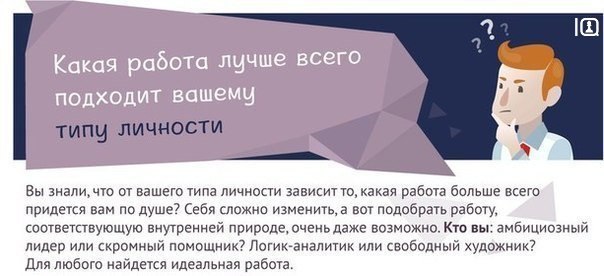 Какая работа лучше всего
подходит вашему
типу личности
Вы знали, что от вашего типа личности зависит то, какая работа больше всего
придется вам по душе? Себя сложно изменить, а вот подобрать работу,
соответствующую внутренней природе, очень даже возможно. Кто вы: амбициозный
лидер или скромный помощник? Логик-аналитик или свободный художник?
Для любого найдется идеальная работа.